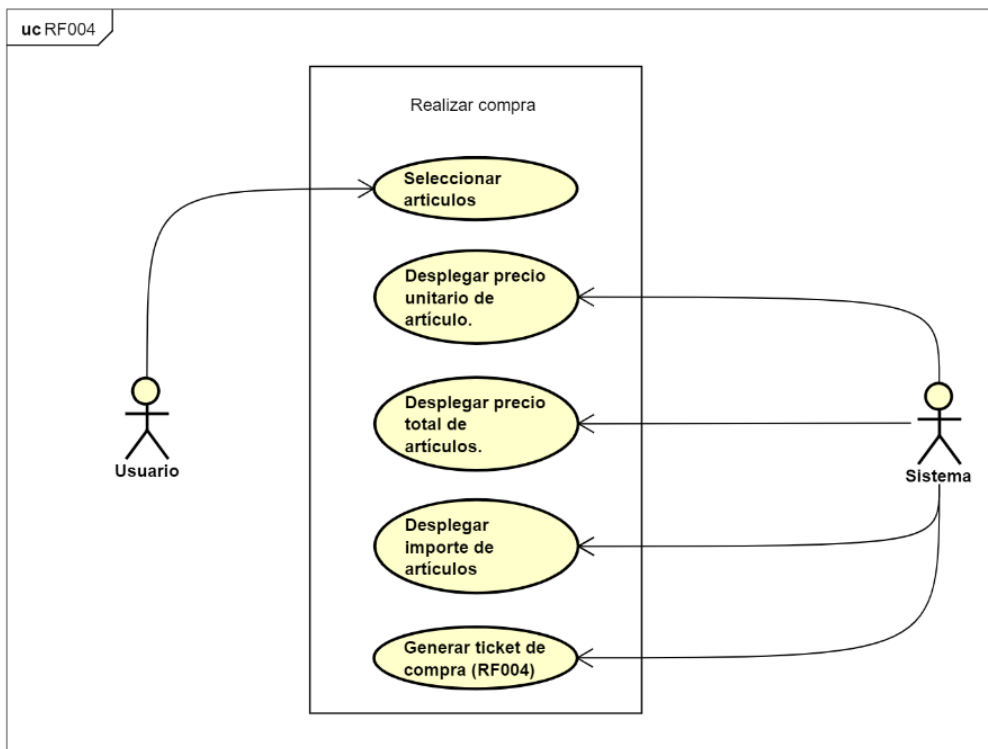 uc RF004
Realizar compra
Seleccionar
articulos
Desplegar precio
unitario de
artículo.
Desplegar precio
total de
artículos.
Usuario
Sistema
Desplegar
importe de
artículos
Generar ticket de
compra (RF004)